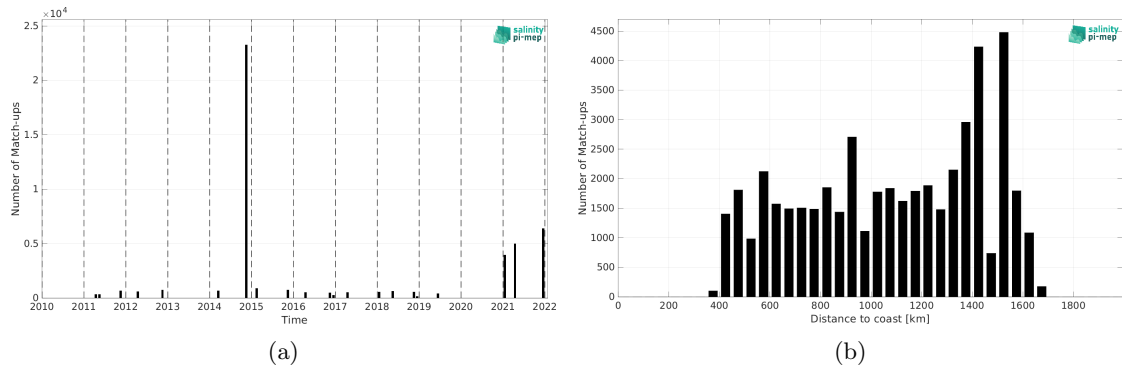 ×10⁴
2.5
2
1.5
1
0.5
0
2010 2011 2012 2013 2014 2015 2016 2017 2018 2019 2020 2021 2022
Time
Number of Match-ups
salinity
pi-mep
(a)
4500
4000
3500
3000
2500
2000
1500
1000
500
0
0 200 400 600 800 1000 1200 1400 1600 1800
Distance to coast [km]
Number of Match-ups
salinity
pi-mep
(b)